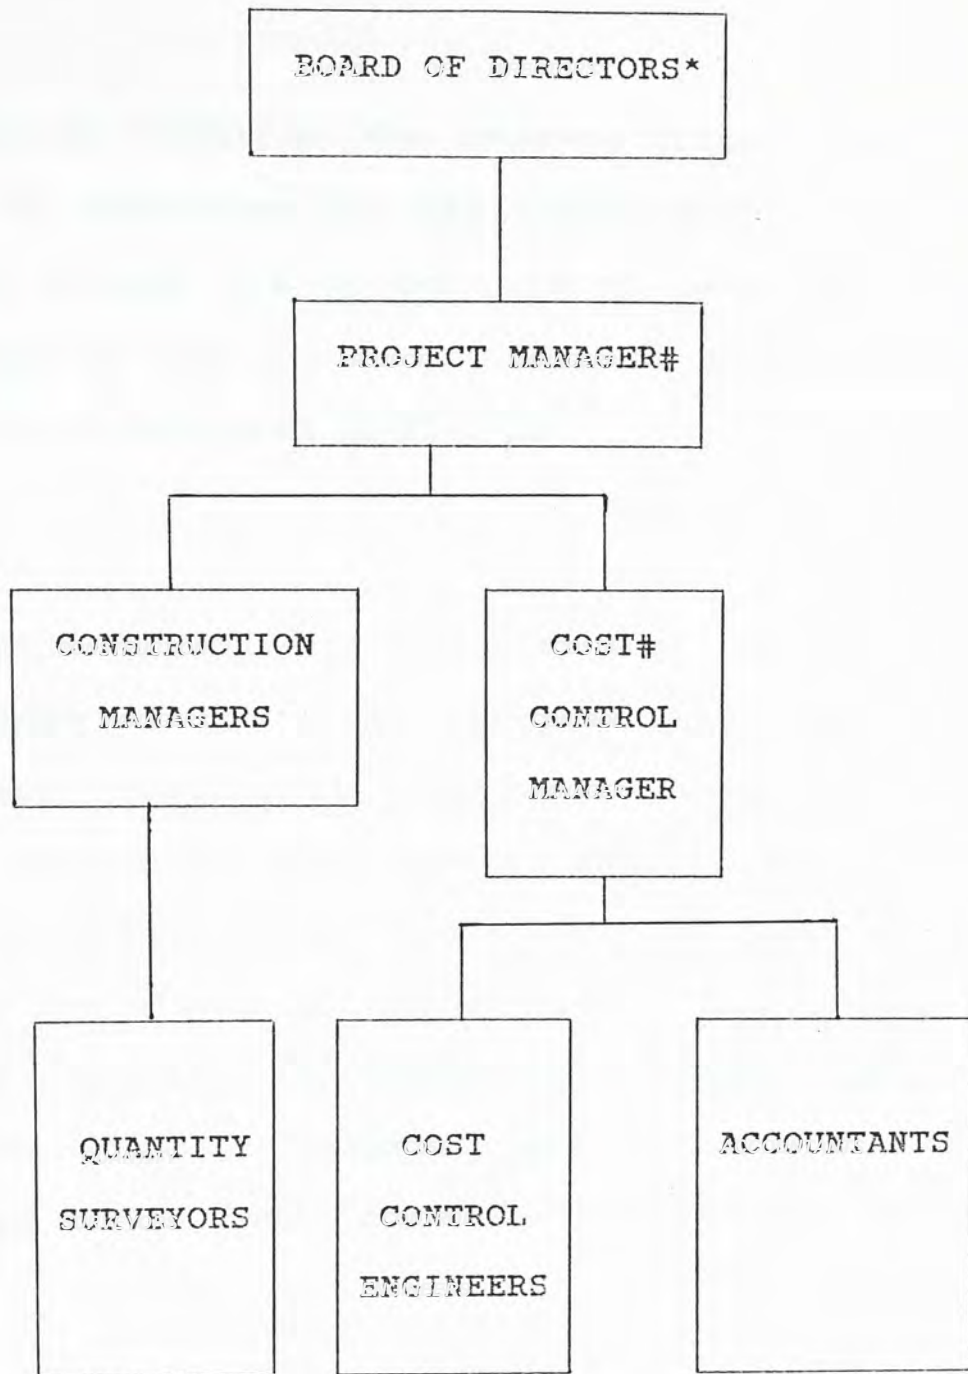 BOARD OF DIRECTORS*
PROJECT MANAGER#
CONSTRUCTION
MANAGERS
COST#
CONTROL
MANAGER
QUANTITY
SURVEYORS
COST
CONTROL
ENGINEERS
ACCOUNTANTS